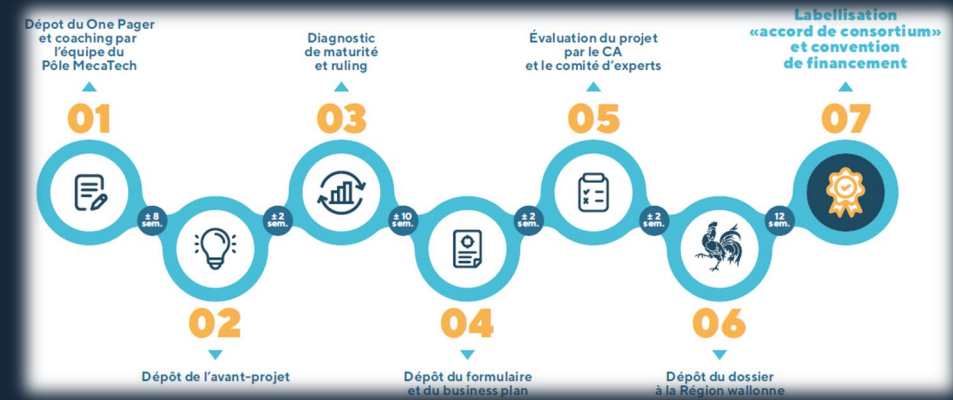 Dépot du One Pager
et coaching par
l'équipe du
Pôle MecaTech
01
± 8
sem.
02
Dépôt de l'avant-projet
± 2
sem.
Diagnostic
de maturité
et ruling
03
± 10
sem.
04
Dépôt du formulaire
et du business plan
± 2
sem.
Évaluation du projet
par le CA
et le comité d'experts
05
± 2
sem.
06
Dépôt du dossier
à la Région wallonne
12
sem.
Labellisation
«accord de consortium»
et convention
de financement
07